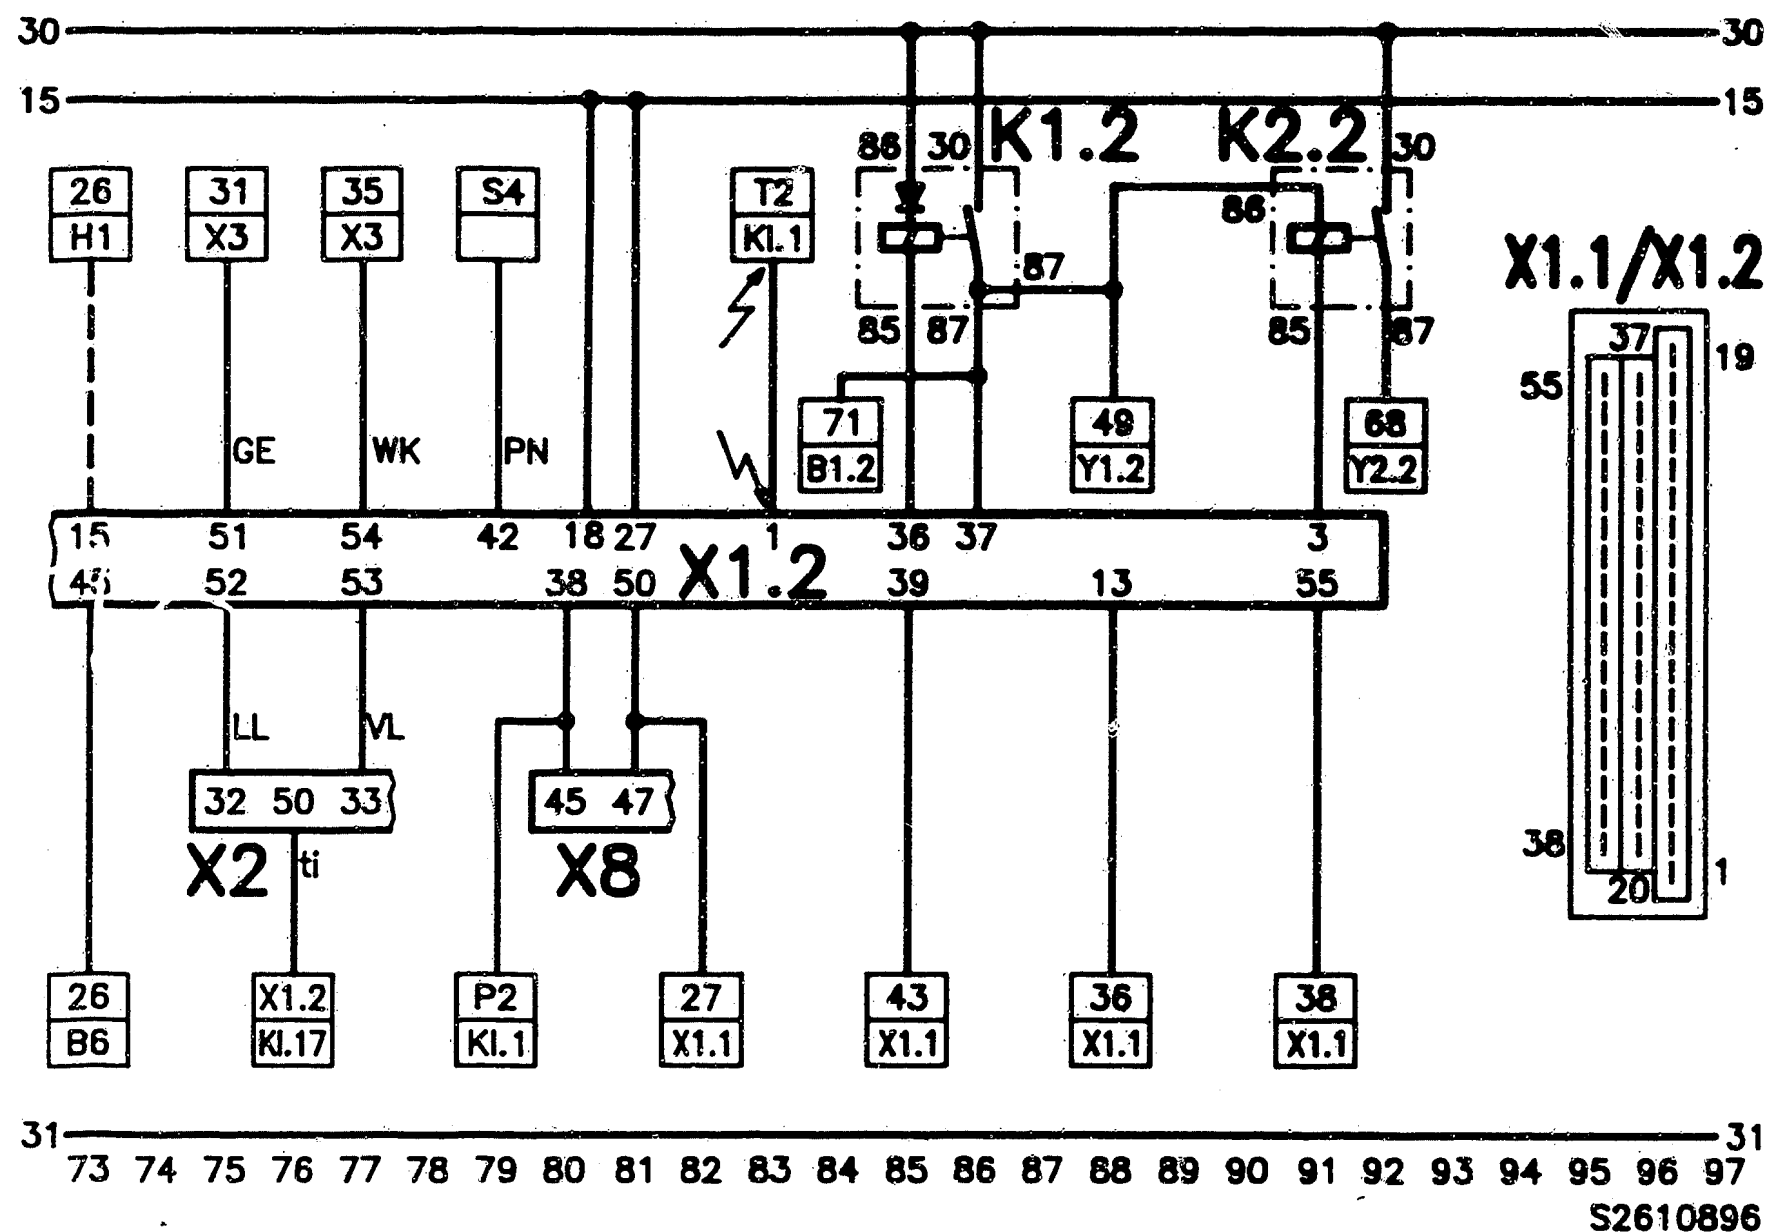 30 30
15 15
K1.2 K2.2
86 30 30
26 31 35 S4 T2
H1 X3 X3 Kl.1
86
X1.1/X1.2
87
85 87 85 87
37 19
55
71 49 68
B1.2 Y1.2 Y2.2
GE WK PN
15 51 54 42 18 27 1 36 37 3
X1.2
45 52 53 38 50 39 13 55
LL VL
32 50 33 45 47
X2 ti X8
38 20 1
26 X1.2 P2 27 43 36 38
B6 Kl.17 Kl.1 X1.1 X1.1 X1.1 X1.1
31 31
73 74 75 76 77 78 79 80 81 82 83 84 85 86 87 88 89 90 91 92 93 94 95 96 97
S2610896